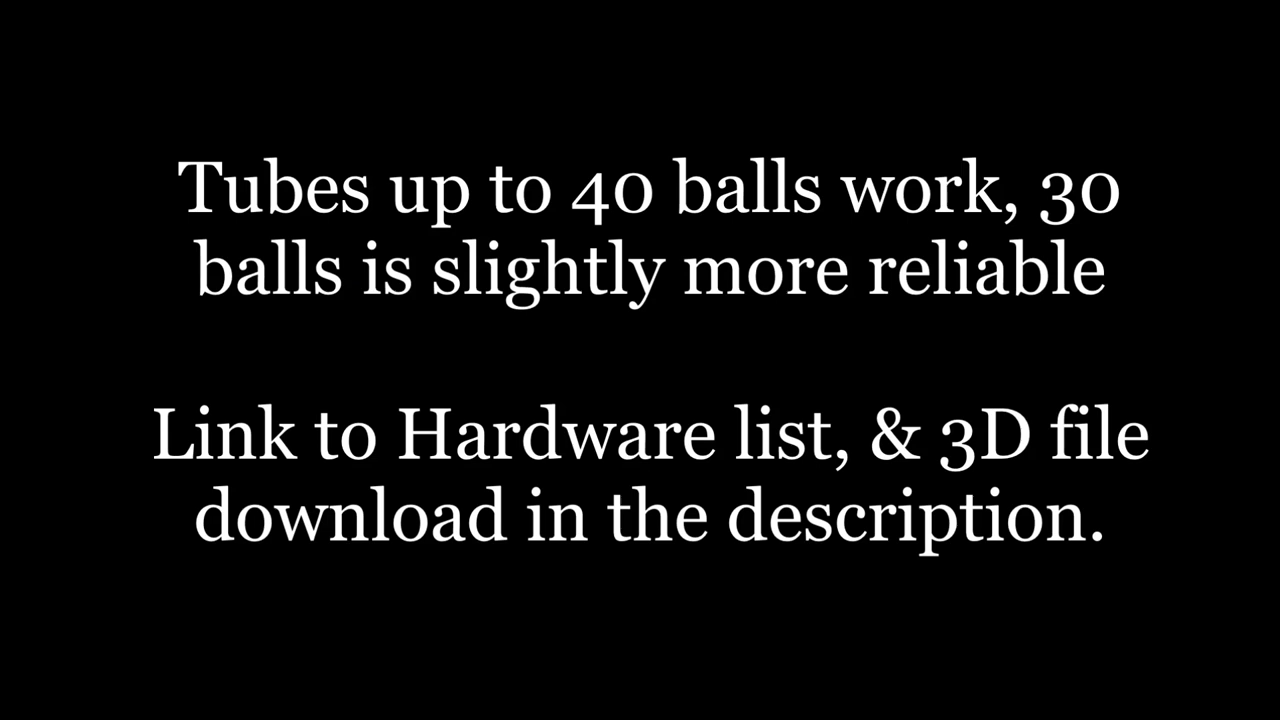 Tubes up to 40 balls work, 30
balls is slightly more reliable
Link to Hardware list, & 3D file
download in the description.